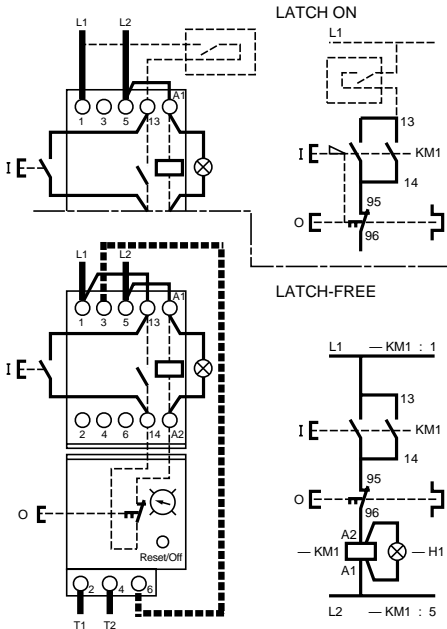 LATCH ON
L1 L2
L1
A1
1 3 5 13
13
I
I KM1
14
95
O
96
L1 L2
LATCH-FREE
A1
1 3 5 13
L1 — KM1 : 1
I
13
I
14
2 4 6 14 A2
95
O
96
O
A2
— KM1 — H1
A1
Reset/Off
2 4 6
L2 — KM1 : 5
T1 T2